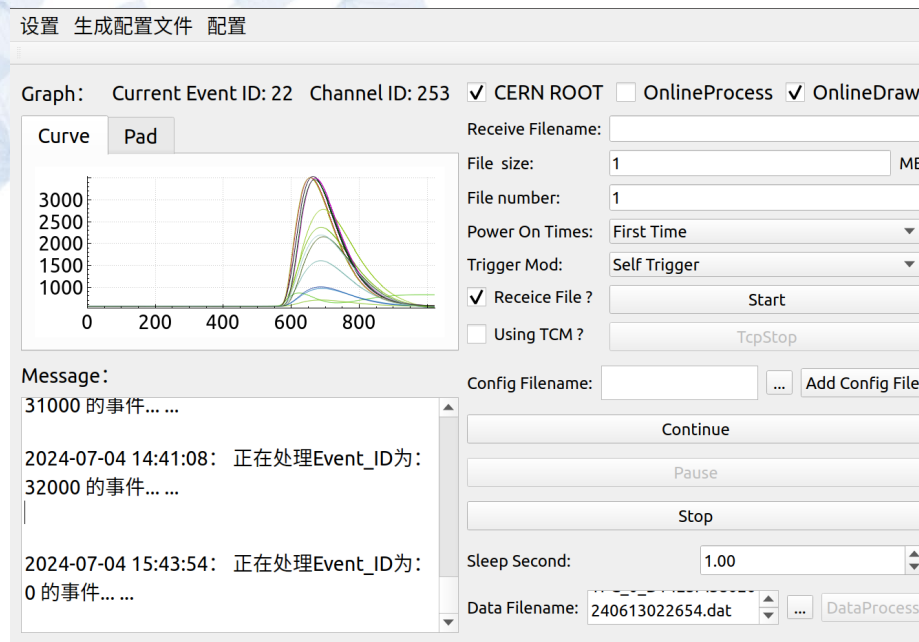 设置 生成配置文件 配置
Graph： Current Event ID: 22 Channel ID: 253
Curve Pad
3000
2500
2000
1500
1000
0 200 400 600 800
Message：
31000 的事件... ...
2024-07-04 14:41:08： 正在处理Event_ID为：
32000 的事件... ...
2024-07-04 15:43:54： 正在处理Event_ID为：
0 的事件... ...
CERN ROOT OnlineProcess OnlineDraw
Receive Filename:
File size: 1
File number: 1
Power On Times: First Time
Trigger Mod: Self Trigger
Receice File？ Start
Using TCM？ TcpStop
Config Filename: ... Add Config File
Continue
Pause
Stop
Sleep Second: 1.00
Data Filename: 240613022654.dat ... DataProcess